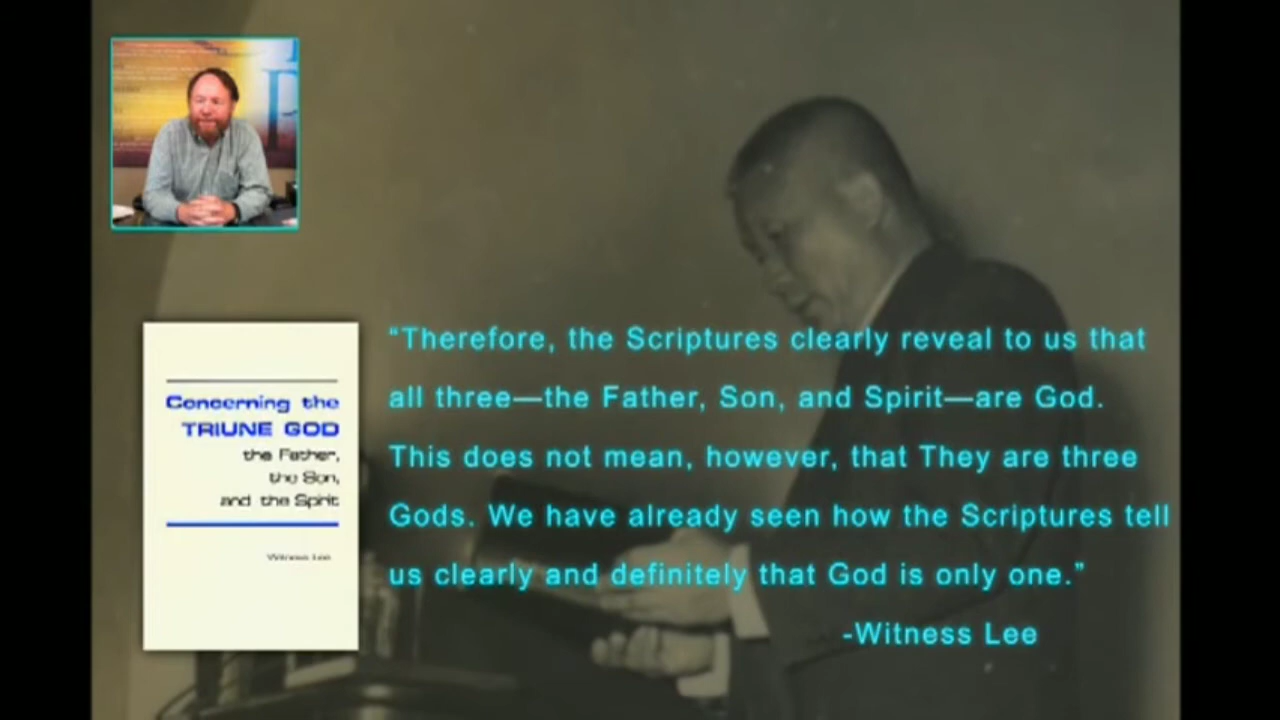 Concerning the
TRIUNE GOD
the Father,
the Son,
and the Spirit
Witness Lee
“Therefore, the Scriptures clearly reveal to us that
all three—the Father, Son, and Spirit—are God.
This does not mean, however, that They are three
Gods. We have already seen how the Scriptures tell
us clearly and definitely that God is only one.”
-Witness Lee